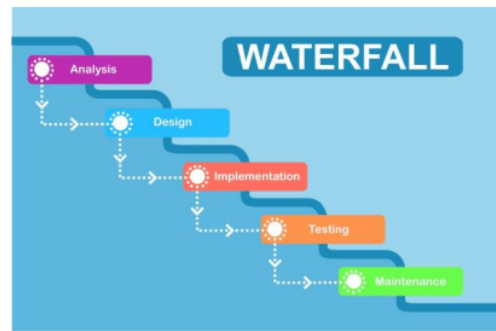 WATERFALL
Analysis
Design
Implementation
Testing
Maintenance